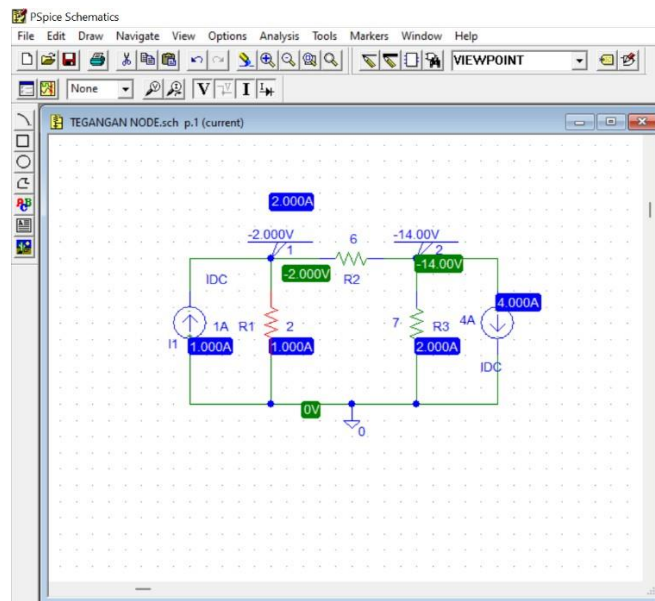 PSpice Schematics
File Edit Draw Navigate View Options Analysis Tools Markers Window Help
VIEWPOINT
None V V I I
TEGANGAN NODE.sch p.1 (current)
2.000A
-2.000V 6 -14.00V
1 2
-2.000V R2 -14.00V
IDC
4.000A
1A R1 2 7 R3 4A
I1 1.000A 1.000A 2.000A
IDC
0V
0